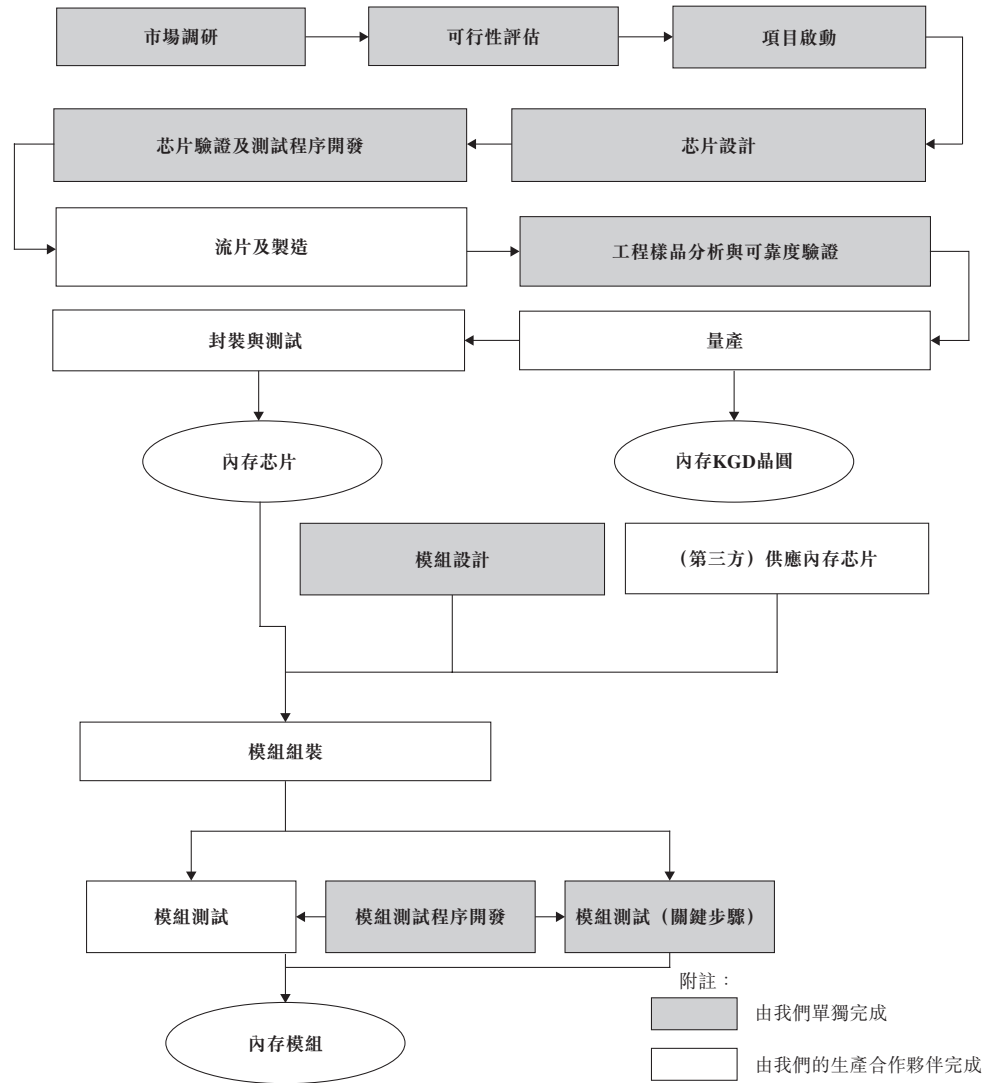 市場調研
可行性評估
項目啟動
芯片驗證及測試程序開發
芯片設計
流片及製造
工程樣品分析與可靠度驗證
封裝與測試
量產
內存芯片
內存KGD晶圓
模組設計
（第三方）供應內存芯片
模組組裝
模組測試
模組測試程序開發
模組測試（關鍵步驟）
附註：
由我們單獨完成
內存模組
由我們的生產合作夥伴完成